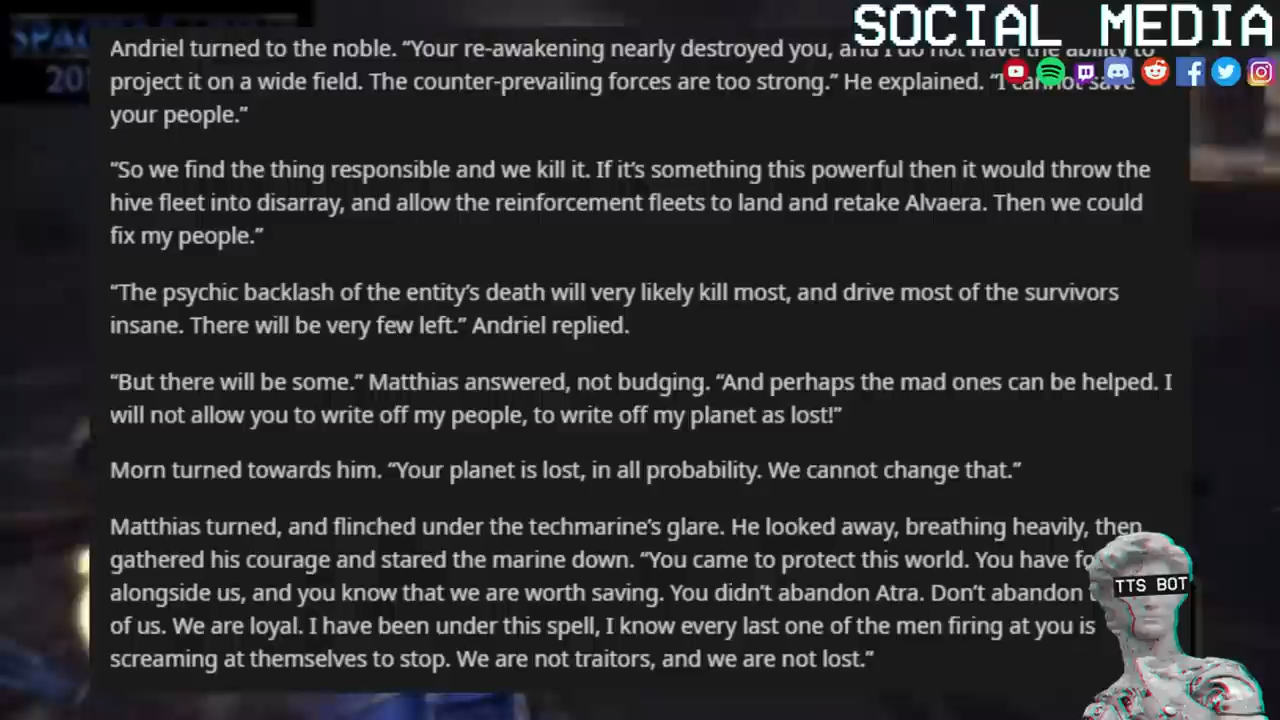 SOCIAL MEDIA
SPAC
201
Andriel turned to the noble. “Your re-awakening nearly destroyed you, and I do not have the ability to
project it on a wide field. The counter-prevailing forces are too strong.” He explained. “I cannot save
your people.”
“So we find the thing responsible and we kill it. If it’s something this powerful then it would throw the
hive fleet into disarray, and allow the reinforcement fleets to land and retake Alvaera. Then we could
fix my people.”
“The psychic backlash of the entity’s death will very likely kill most, and drive most of the survivors
insane. There will be very few left.” Andriel replied.
“But there will be some.” Matthias answered, not budging. “And perhaps the mad ones can be helped. I
will not allow you to write off my people, to write off my planet as lost!”
Morn turned towards him. “Your planet is lost, in all probability. We cannot change that.”
Matthias turned, and flinched under the techmarine’s glare. He looked away, breathing heavily, then
gathered his courage and stared the marine down. “You came to protect this world. You have
alongside us, and you know that we are worth saving. You didn’t abandon Atra. Don’t abandon
of us. We are loyal. I have been under this spell, I know every last one of the men firing at you is
screaming at themselves to stop. We are not traitors, and we are not lost.”
TTS BOT